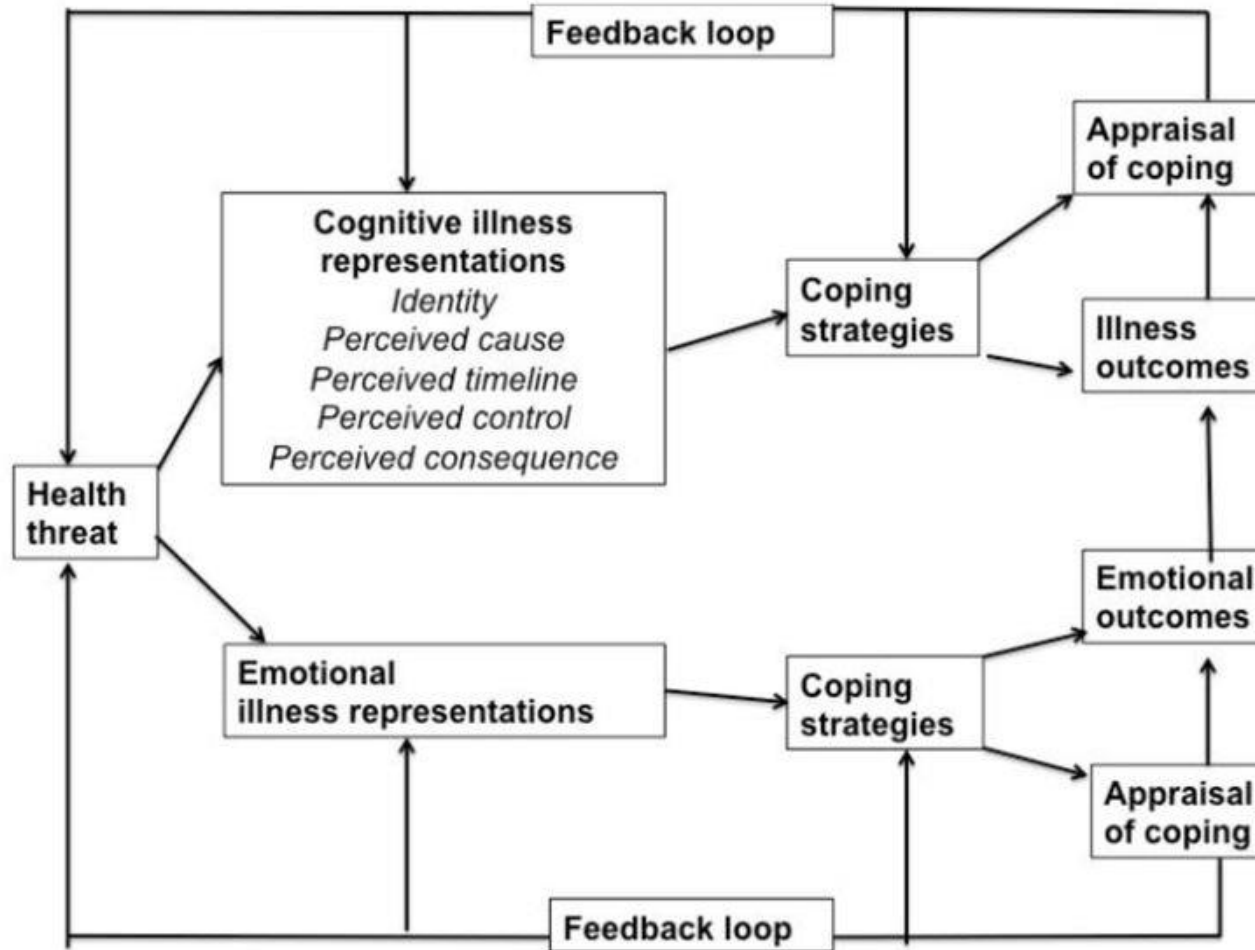 Feedback loop
Appraisal
of coping
Cognitive illness
representations
Identity
Perceived cause
Perceived timeline
Perceived control
Perceived consequence
Coping
strategies
Illness
outcomes
Health
threat
Emotional
illness representations
Coping
strategies
Emotional
outcomes
Appraisal
of coping
Feedback loop